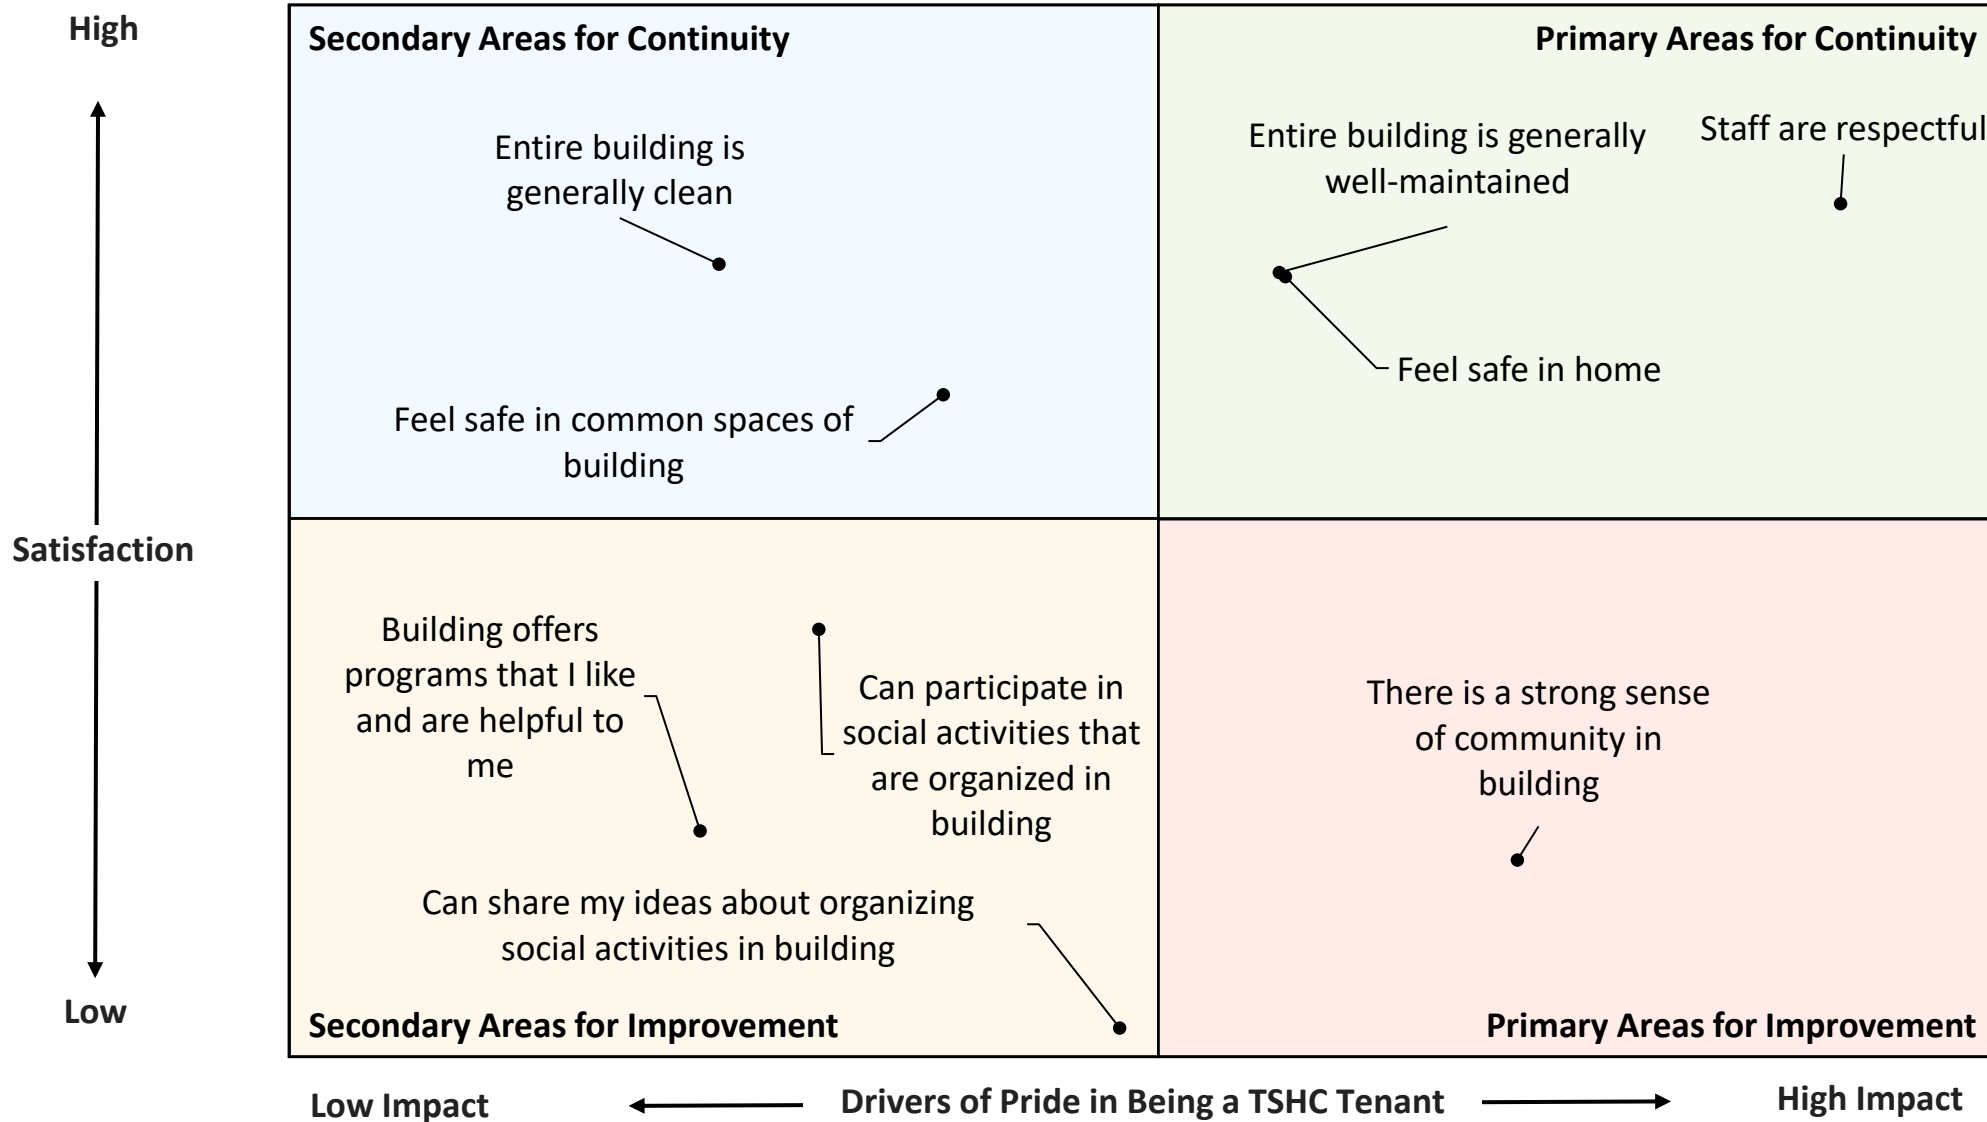 High
Secondary Areas for Continuity
Primary Areas for Continuity
Entire building is
generally clean
Entire building is generally
well-maintained
Staff are respectful
Feel safe in home
Feel safe in common spaces of
building
Satisfaction
Building offers
programs that I like
and are helpful to
me
Can participate in
social activities that
are organized in
building
There is a strong sense
of community in
building
Can share my ideas about organizing
social activities in building
Low
Secondary Areas for Improvement
Primary Areas for Improvement
Low Impact
Drivers of Pride in Being a TSHC Tenant
High Impact